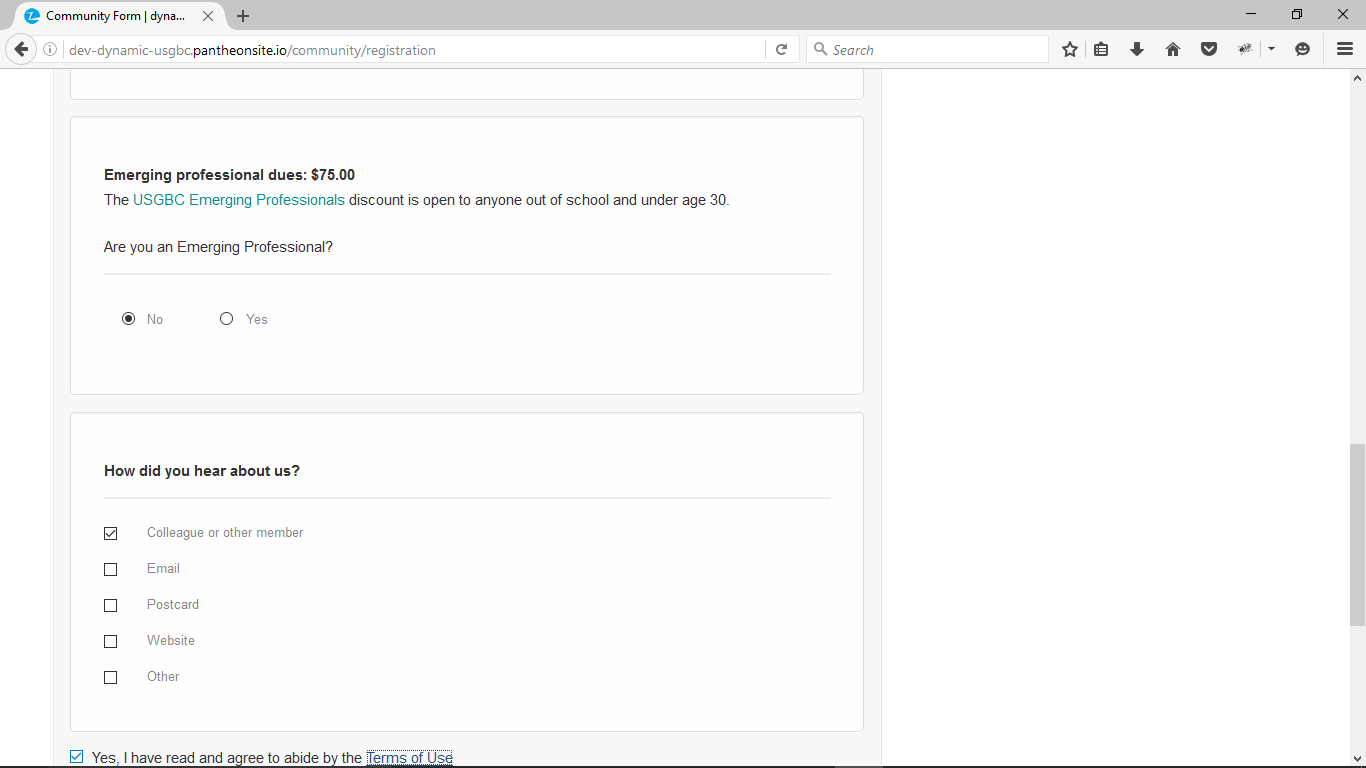 Community Form | dyna...
dev-dynamic-usgbc.pantheonsite.io/community/registration
Search
Emerging professional dues: $75.00
The USGBC Emerging Professionals discount is open to anyone out of school and under age 30.
Are you an Emerging Professional?
No Yes
How did you hear about us?
Colleague or other member
Email
Postcard
Website
Other
Yes, I have read and agree to abide by the Terms of Use